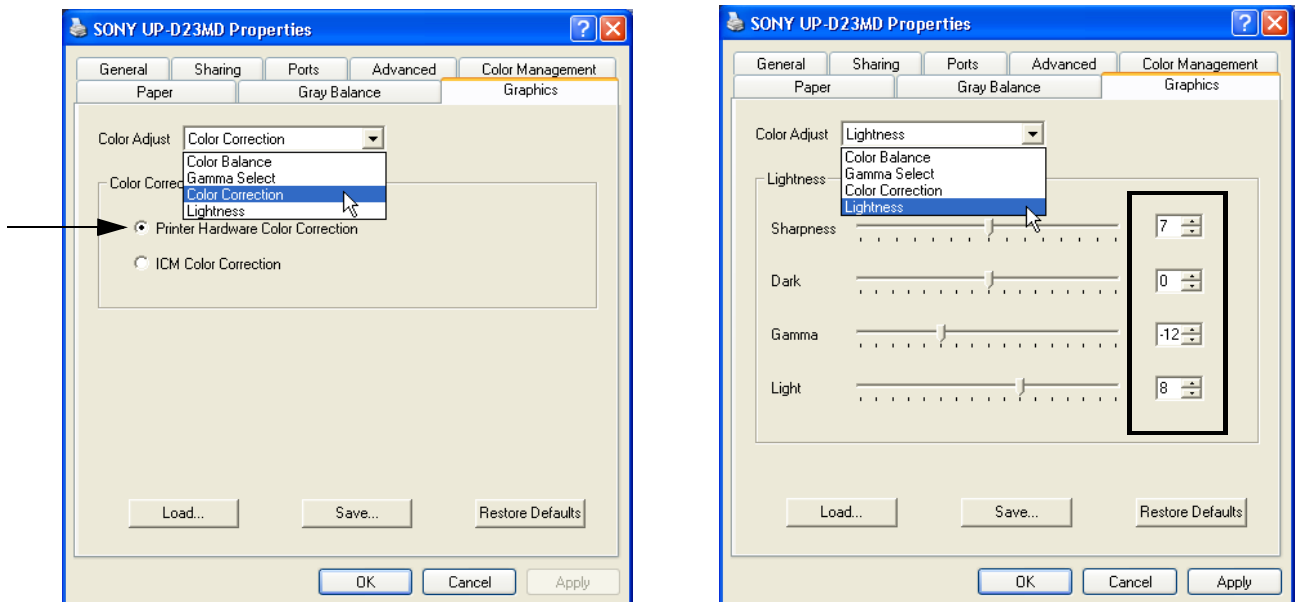 SONY UP-D23MD Properties
General Sharing Ports Advanced Color Management
Paper Gray Balance Graphics
Color Adjust Color Correction
Color Balance
Gamma Select
Color Correction
Lightness
Color Correc
Printer Hardware Color Correction
ICM Color Correction
Load... Save... Restore Defaults
OK Cancel Apply
SONY UP-D23MD Properties
General Sharing Ports Advanced Color Management
Paper Gray Balance Graphics
Color Adjust Lightness
Color Balance
Gamma Select
Color Correction
Lightness
Lightness
Sharpness 7
Dark 0
Gamma -12
Light 8
Load... Save... Restore Defaults
OK Cancel Apply